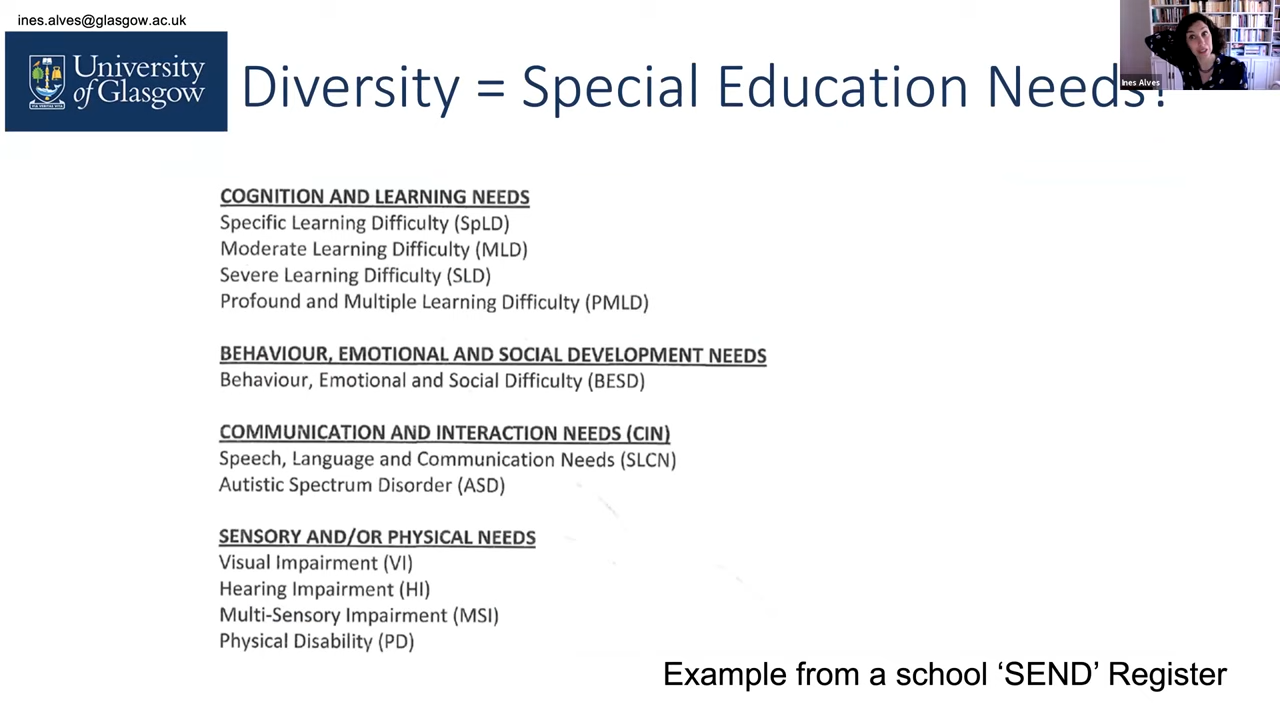 ines.alves@glasgow.ac.uk
University
of Glasgow
Diversity = Special Education Needs?
Ines Alves
COGNITION AND LEARNING NEEDS
Specific Learning Difficulty (SpLD)
Moderate Learning Difficulty (MLD)
Severe Learning Difficulty (SLD)
Profound and Multiple Learning Difficulty (PMLD)
BEHAVIOUR, EMOTIONAL AND SOCIAL DEVELOPMENT NEEDS
Behaviour, Emotional and Social Difficulty (BESD)
COMMUNICATION AND INTERACTION NEEDS (CIN)
Speech, Language and Communication Needs (SLCN)
Autistic Spectrum Disorder (ASD)
SENSORY AND/OR PHYSICAL NEEDS
Visual Impairment (VI)
Hearing Impairment (HI)
Multi-Sensory Impairment (MSI)
Physical Disability (PD)
Example from a school ‘SEND’ Register